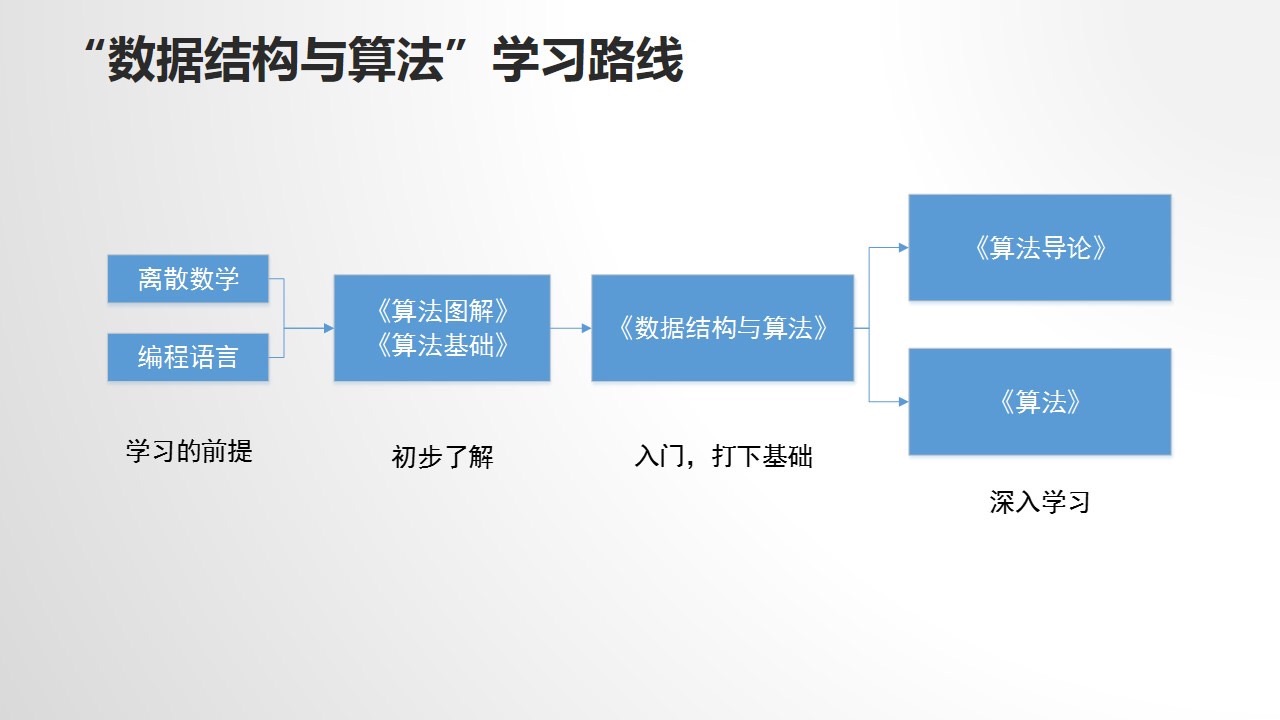 “数据结构与算法”学习路线
离散数学
编程语言
学习的前提
《算法图解》
《算法基础》
初步了解
《数据结构与算法》
入门，打下基础
《算法导论》
《算法》
深入学习